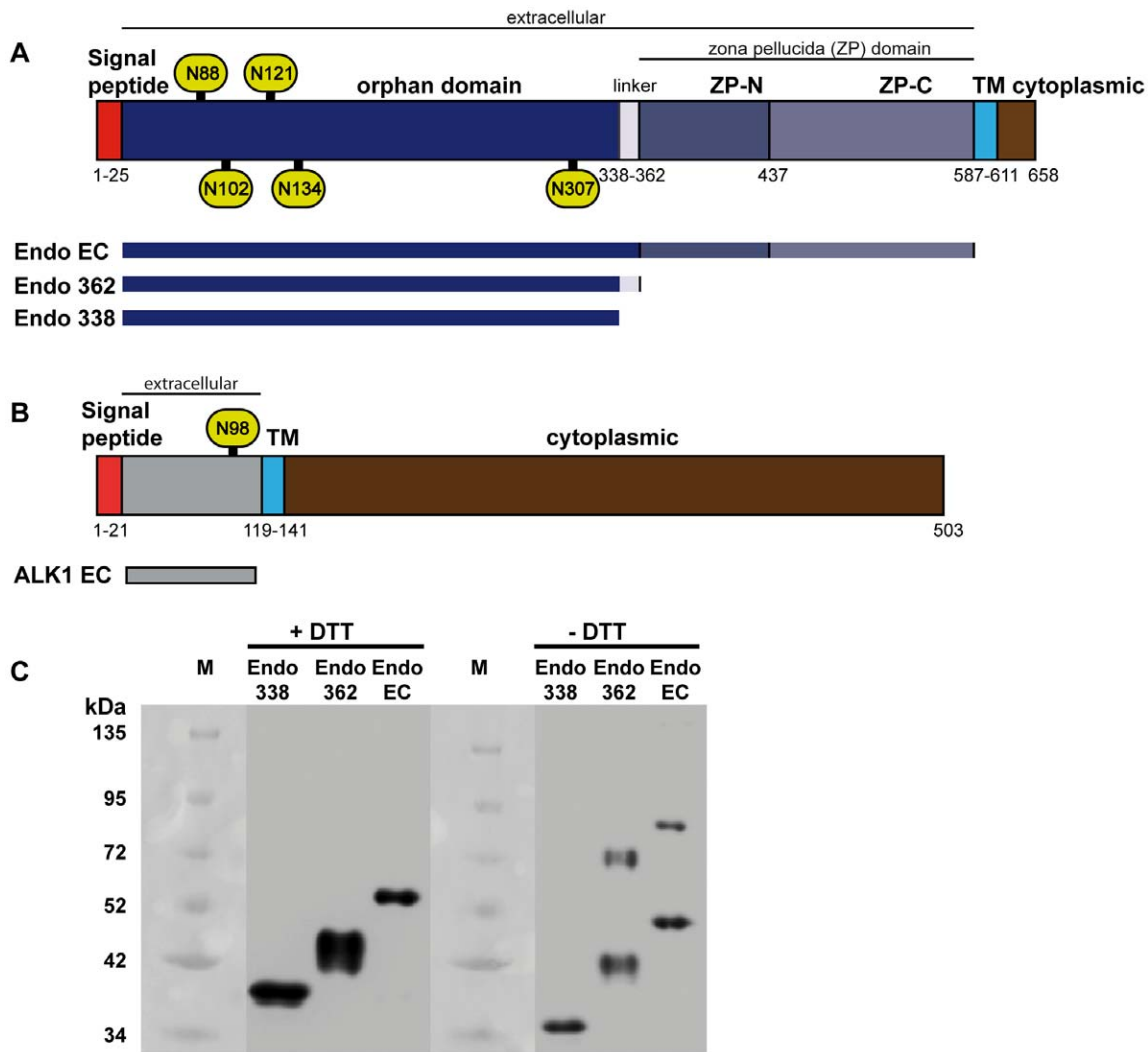 extracellular
A
zona pellucida (ZP) domain
Signal
peptide
N88
N121
orphan domain
linker
ZP-N
ZP-C
TM cytoplasmic
1-25
N102
N134
N307
338-362
437
587-611
658
Endo EC
Endo 362
Endo 338
extracellular
B
Signal
peptide
N98
TM
cytoplasmic
1-21
119-141
503
ALK1 EC
+ DTT
- DTT
C
M
Endo
338
Endo
362
Endo
EC
M
Endo
338
Endo
362
Endo
EC
kDa
135
95
72
52
42
34